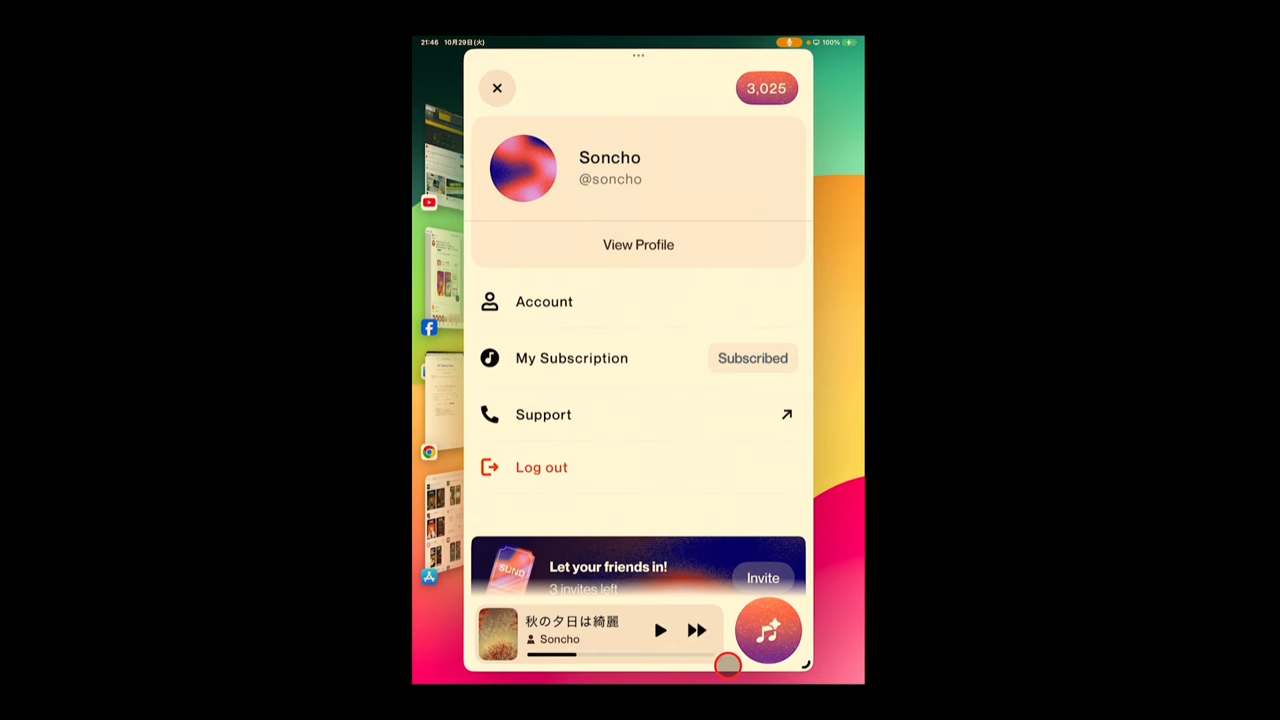 21:46 10月29日(火)
100%
3,025
Soncho
@soncho
View Profile
Account
My Subscription
Subscribed
Support
Log out
SUNO
Let your friends in!
3 invites left
Invite
秋の夕日は綺麗
Soncho